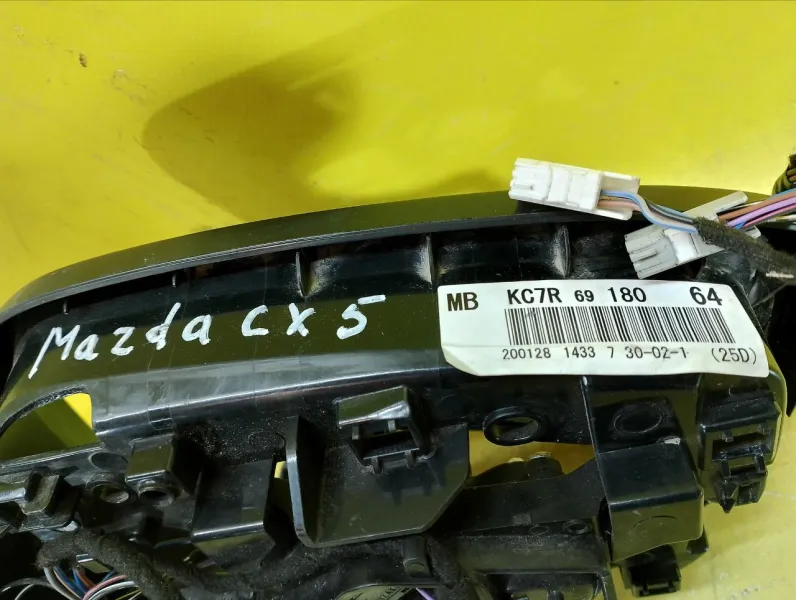 Mazda CX5
MB KC7R 69 180 64
200128 1433 7 30-02-1 (25D)